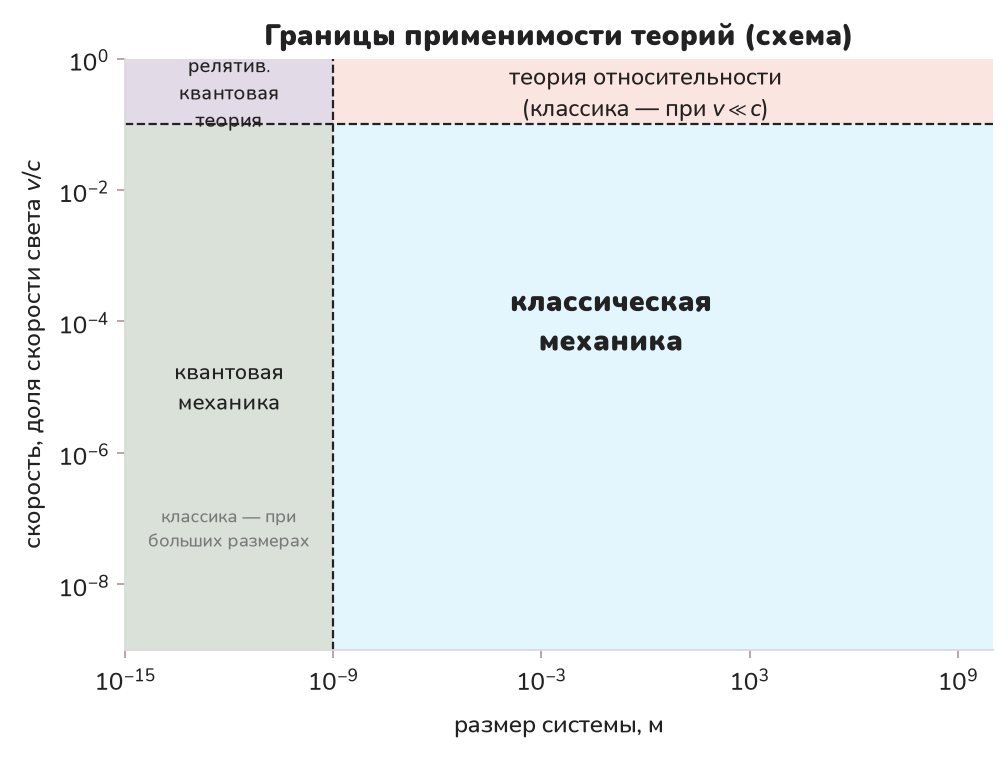 Границы применимости теорий (схема)
10⁰
релятив.
квантовая
теория
теория относительности
(классика — при v ≪ c)
10⁻²
10⁻⁴
10⁻⁶
10⁻⁸
скорость, доля скорости света v/c
классическая
механика
квантовая
механика
классика — при
больших размерах
10⁻¹⁵ 10⁻⁹ 10⁻³ 10³ 10⁹
размер системы, м